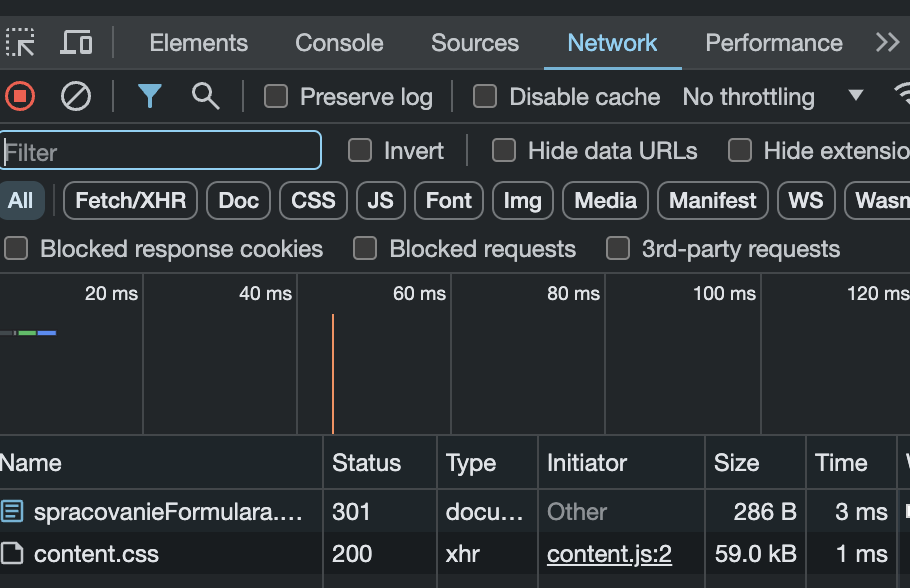 Elements Console Sources Network Performance
Preserve log Disable cache No throttling
Filter Invert Hide data URLs Hide extensio
All Fetch/XHR Doc CSS JS Font Img Media Manifest WS Wasm
Blocked response cookies Blocked requests 3rd-party requests
20 ms 40 ms 60 ms 80 ms 100 ms 120 ms
Name Status Type Initiator Size Time
spracovanieFormulara.... 301 docu... Other 286 B 3 ms
content.css 200 xhr content.js:2 59.0 kB 1 ms